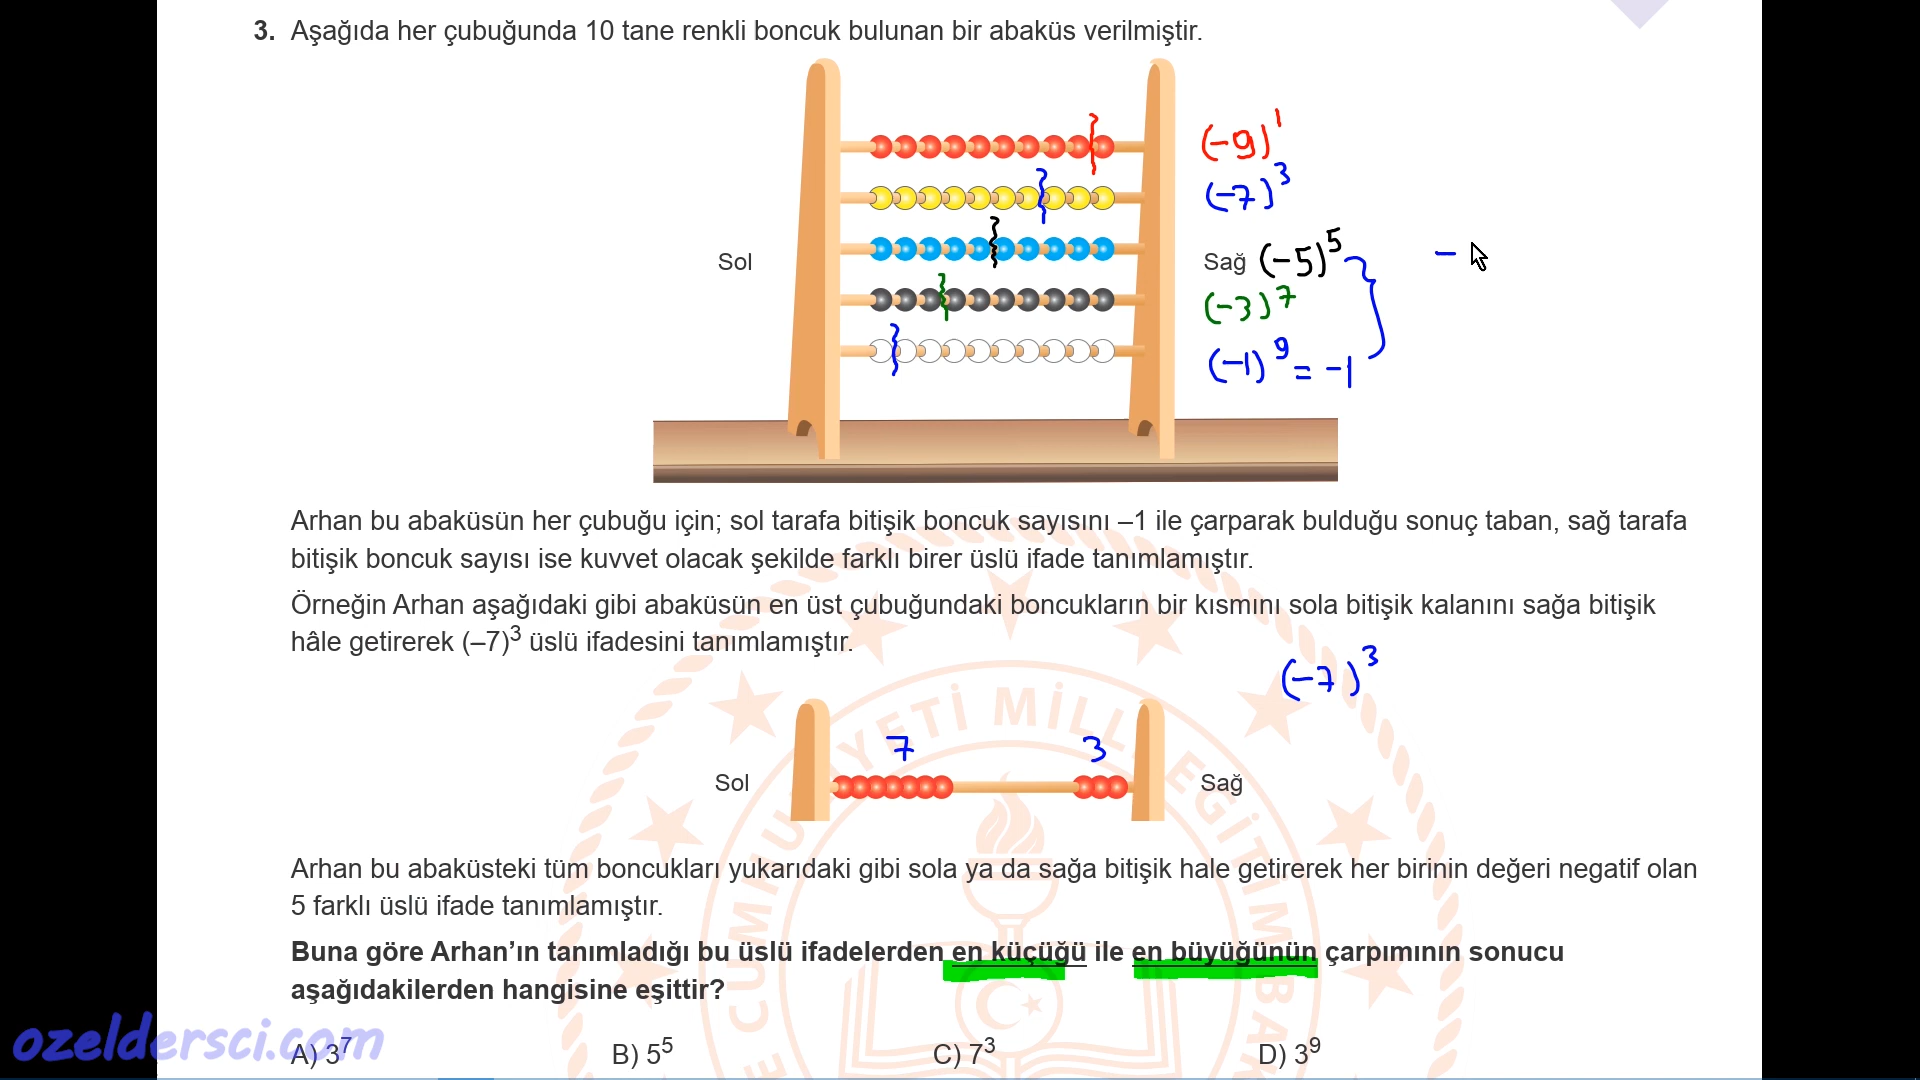 3. Aşağıda her çubuğunda 10 tane renkli boncuk bulunan bir abaküs verilmiştir.
(-9)¹
(-7)³
Sol
Sağ (-5)⁵
-
(-3)⁷
(-1)⁹ = -1
Arhan bu abaküsün her çubuğu için; sol tarafa bitişik boncuk sayısını –1 ile çarparak bulduğu sonuç taban, sağ tarafa
bitişik boncuk sayısı ise kuvvet olacak şekilde farklı birer üslü ifade tanımlamıştır.
Örneğin Arhan aşağıdaki gibi abaküsün en üst çubuğundaki boncukların bir kısmını sola bitişik kalanını sağa bitişik
hâle getirerek (–7)³ üslü ifadesini tanımlamıştır.
(-7)³
7 3
Sol Sağ
Arhan bu abaküsteki tüm boncukları yukarıdaki gibi sola ya da sağa bitişik hale getirerek her birinin değeri negatif olan
5 farklı üslü ifade tanımlamıştır.
Buna göre Arhan’ın tanımladığı bu üslü ifadelerden en küçüğü ile en büyüğünün çarpımının sonucu
aşağıdakilerden hangisine eşittir?
A) 3⁷ B) 5⁵ C) 7³ D) 3⁹
ozeldersci.com